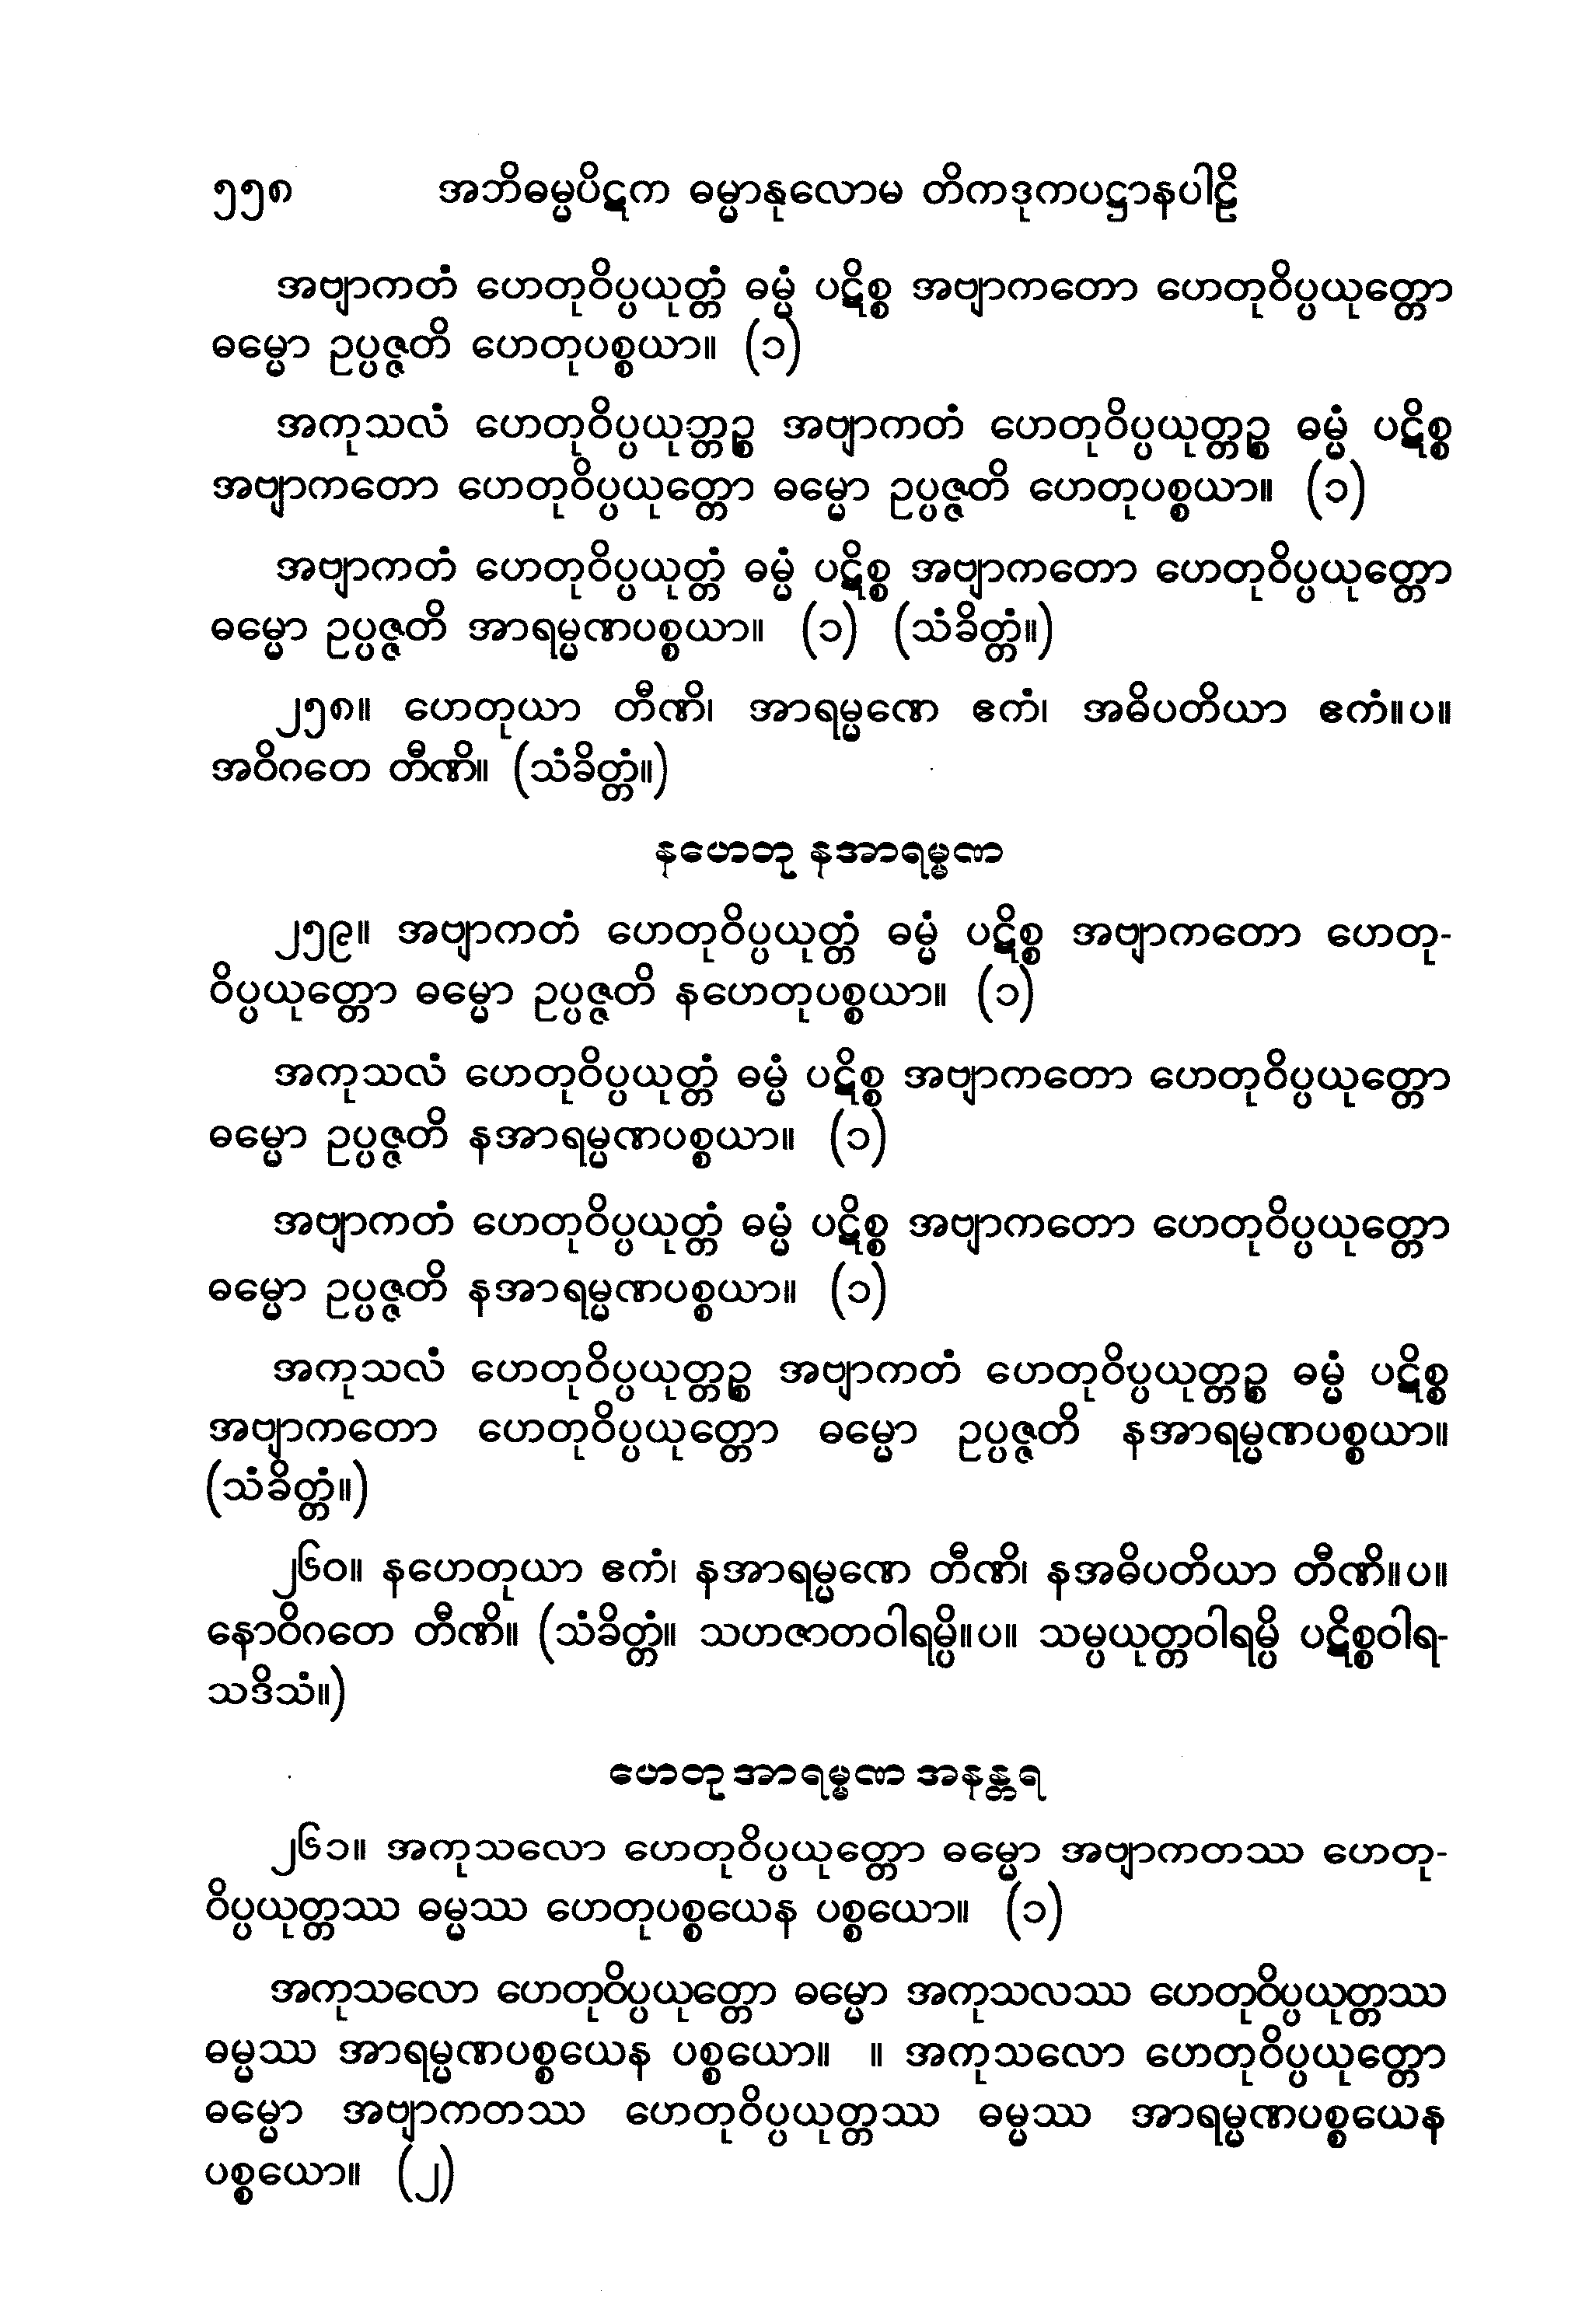 ၅၅၈ အဘိဓမ္မပိဋက ဓမ္မာနုလောမ တိကဒုကပဋ္ဌာနပါဠိ
အဗျာကတံ ဟေတုဝိပ္ပယုတ္တံ ဓမ္မံ ပဋိစ္စ အဗျာကတော ဟေတုဝိပ္ပယုတ္တော
ဓမ္မော ဥပ္ပဇ္ဇတိ ဟေတုပစ္စယာ။ (၁)
အကုသလံ ဟေတုဝိပ္ပယုတ္တဉ္စ အဗျာကတံ ဟေတုဝိပ္ပယုတ္တဉ္စ ဓမ္မံ ပဋိစ္စ
အဗျာကတော ဟေတုဝိပ္ပယုတ္တော ဓမ္မော ဥပ္ပဇ္ဇတိ ဟေတုပစ္စယာ။ (၁)
အဗျာကတံ ဟေတုဝိပ္ပယုတ္တံ ဓမ္မံ ပဋိစ္စ အဗျာကတော ဟေတုဝိပ္ပယုတ္တော
ဓမ္မော ဥပ္ပဇ္ဇတိ အာရမ္မဏပစ္စယာ။ (၁) (သံခိတ္တံ။)
၂၅၈။ ဟေတုယာ တီဏိ၊ အာရမ္မဏေ ဧကံ၊ အဓိပတိယာ ဧကံ။ပ။
အဝိဂတေ တီဏိ။ (သံခိတ္တံ။)
နဟေတု နအာရမ္မဏ
၂၅၉။ အဗျာကတံ ဟေတုဝိပ္ပယုတ္တံ ဓမ္မံ ပဋိစ္စ အဗျာကတော ဟေတု-
ဝိပ္ပယုတ္တော ဓမ္မော ဥပ္ပဇ္ဇတိ နဟေတုပစ္စယာ။ (၁)
အကုသလံ ဟေတုဝိပ္ပယုတ္တံ ဓမ္မံ ပဋိစ္စ အဗျာကတော ဟေတုဝိပ္ပယုတ္တော
ဓမ္မော ဥပ္ပဇ္ဇတိ နအာရမ္မဏပစ္စယာ။ (၁)
အဗျာကတံ ဟေတုဝိပ္ပယုတ္တံ ဓမ္မံ ပဋိစ္စ အဗျာကတော ဟေတုဝိပ္ပယုတ္တော
ဓမ္မော ဥပ္ပဇ္ဇတိ နအာရမ္မဏပစ္စယာ။ (၁)
အကုသလံ ဟေတုဝိပ္ပယုတ္တဉ္စ အဗျာကတံ ဟေတုဝိပ္ပယုတ္တဉ္စ ဓမ္မံ ပဋိစ္စ
အဗျာကတော ဟေတုဝိပ္ပယုတ္တော ဓမ္မော ဥပ္ပဇ္ဇတိ နအာရမ္မဏပစ္စယာ။
(သံခိတ္တံ။)
၂၆၀။ နဟေတုယာ ဧကံ၊ နအာရမ္မဏေ တီဏိ၊ နအဓိပတိယာ တီဏိ။ပ။
နောဝိဂတေ တီဏိ။ (သံခိတ္တံ။ သဟဇာတဝါရမ္ပိ။ပ။ သမ္ပယုတ္တဝါရမ္ပိ ပဋိစ္စဝါရ-
သဒိသံ။)
ဟေတု အာရမ္မဏ အနန္တရ
၂၆၁။ အကုသလော ဟေတုဝိပ္ပယုတ္တော ဓမ္မော အဗျာကတဿ ဟေတု-
ဝိပ္ပယုတ္တဿ ဓမ္မဿ ဟေတုပစ္စယေန ပစ္စယော။ (၁)
အကုသလော ဟေတုဝိပ္ပယုတ္တော ဓမ္မော အကုသလဿ ဟေတုဝိပ္ပယုတ္တဿ
ဓမ္မဿ အာရမ္မဏပစ္စယေန ပစ္စယော။ ။ အကုသလော ဟေတုဝိပ္ပယုတ္တော
ဓမ္မော အဗျာကတဿ ဟေတုဝိပ္ပယုတ္တဿ ဓမ္မဿ အာရမ္မဏပစ္စယေန
ပစ္စယော။ (၂)